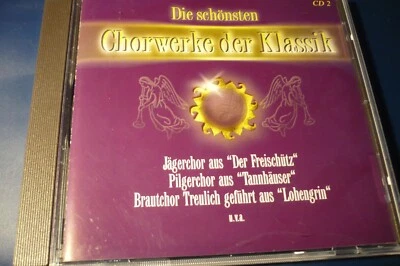 Die schönsten
CD 2
Chorwerke der Klassik
Jägerchor aus "Der Freischütz"
Pilgerchor aus "Tannhäuser"
Brautchor Treulich geführt aus "Lohengrin"
u.v.a.